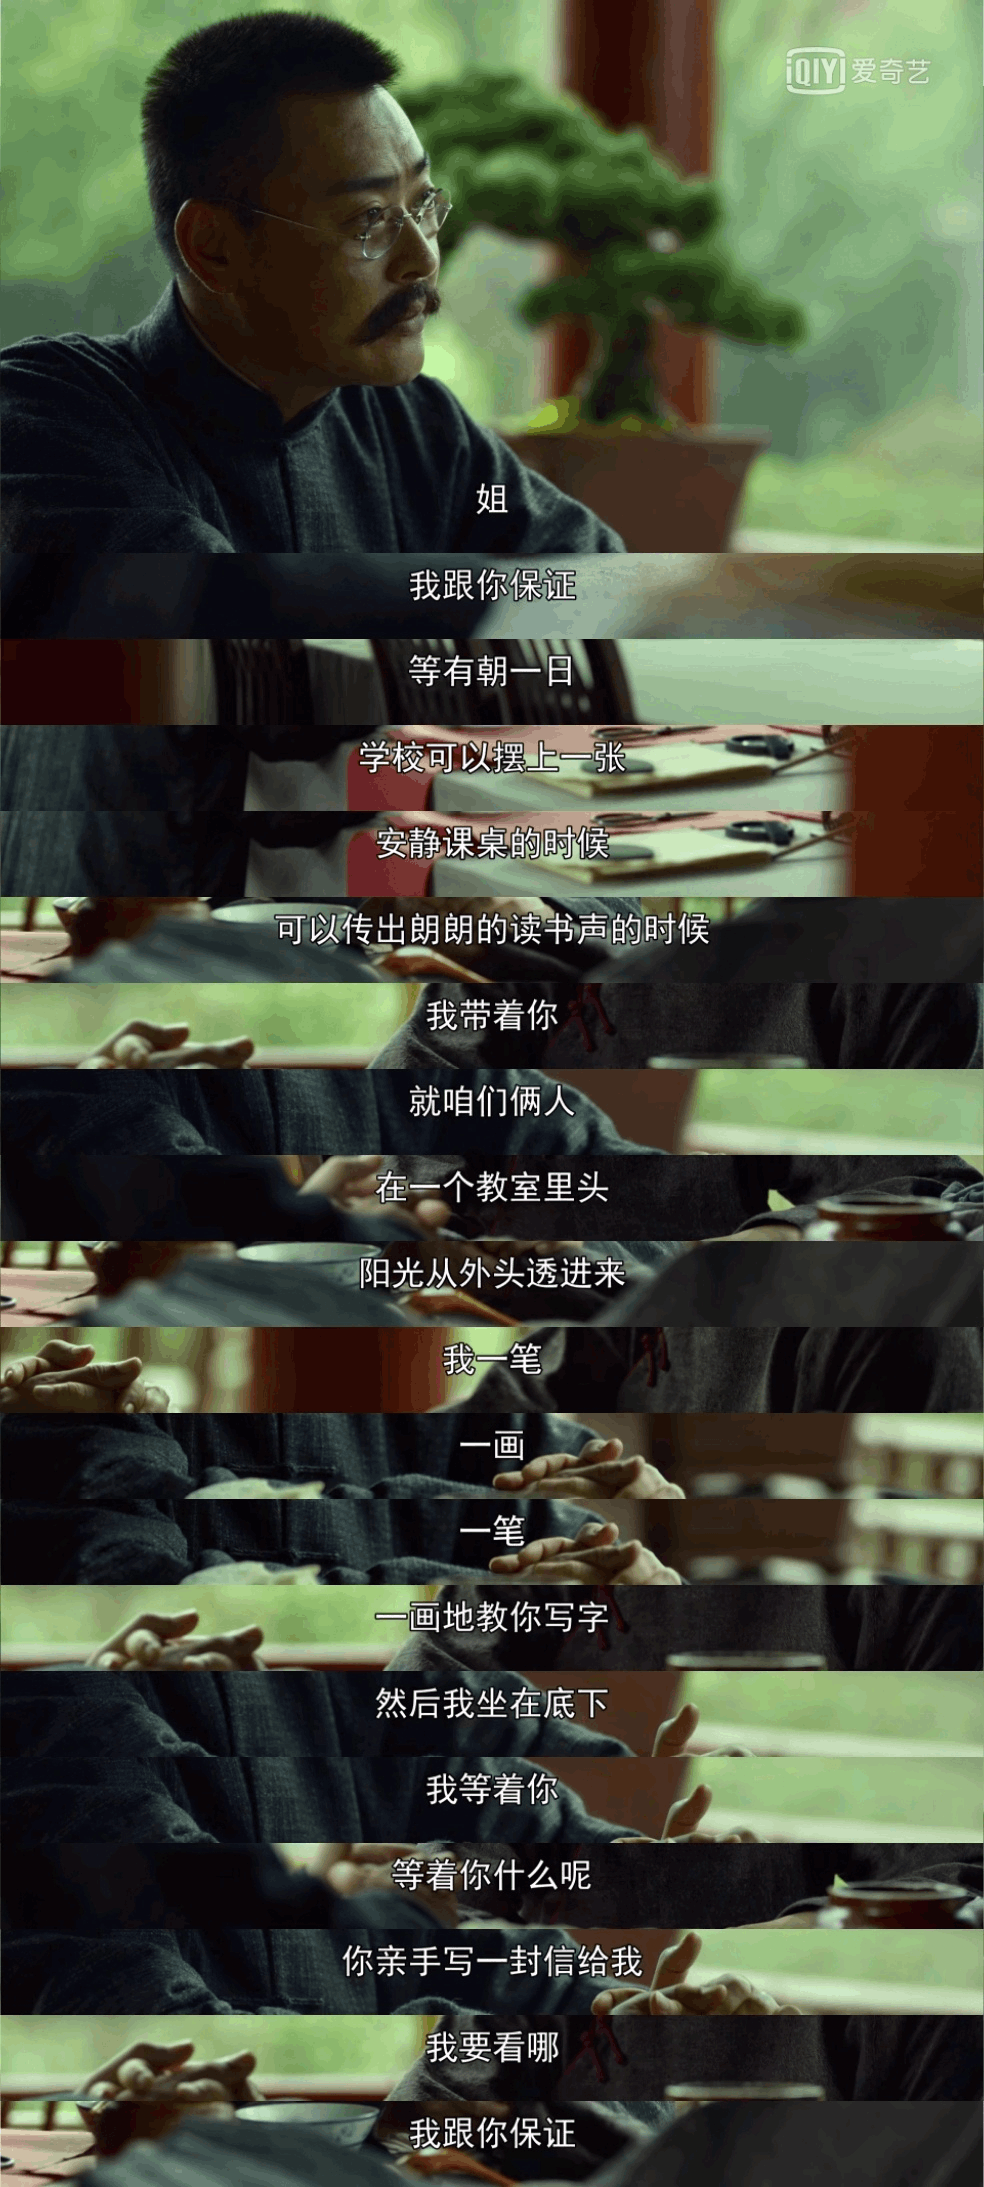 iQIYI 爱奇艺
姐
我跟你保证
等有朝一日
学校可以摆上一张
安静课桌的时候
可以传出朗朗的读书声的时候
我带着你
就咱们俩人
在一个教室里头
阳光从外头透进来
我一笔
一画
一笔
一画地教你写字
然后我坐在底下
我等着你
等着你什么呢
你亲手写一封信给我
我要看哪
我跟你保证